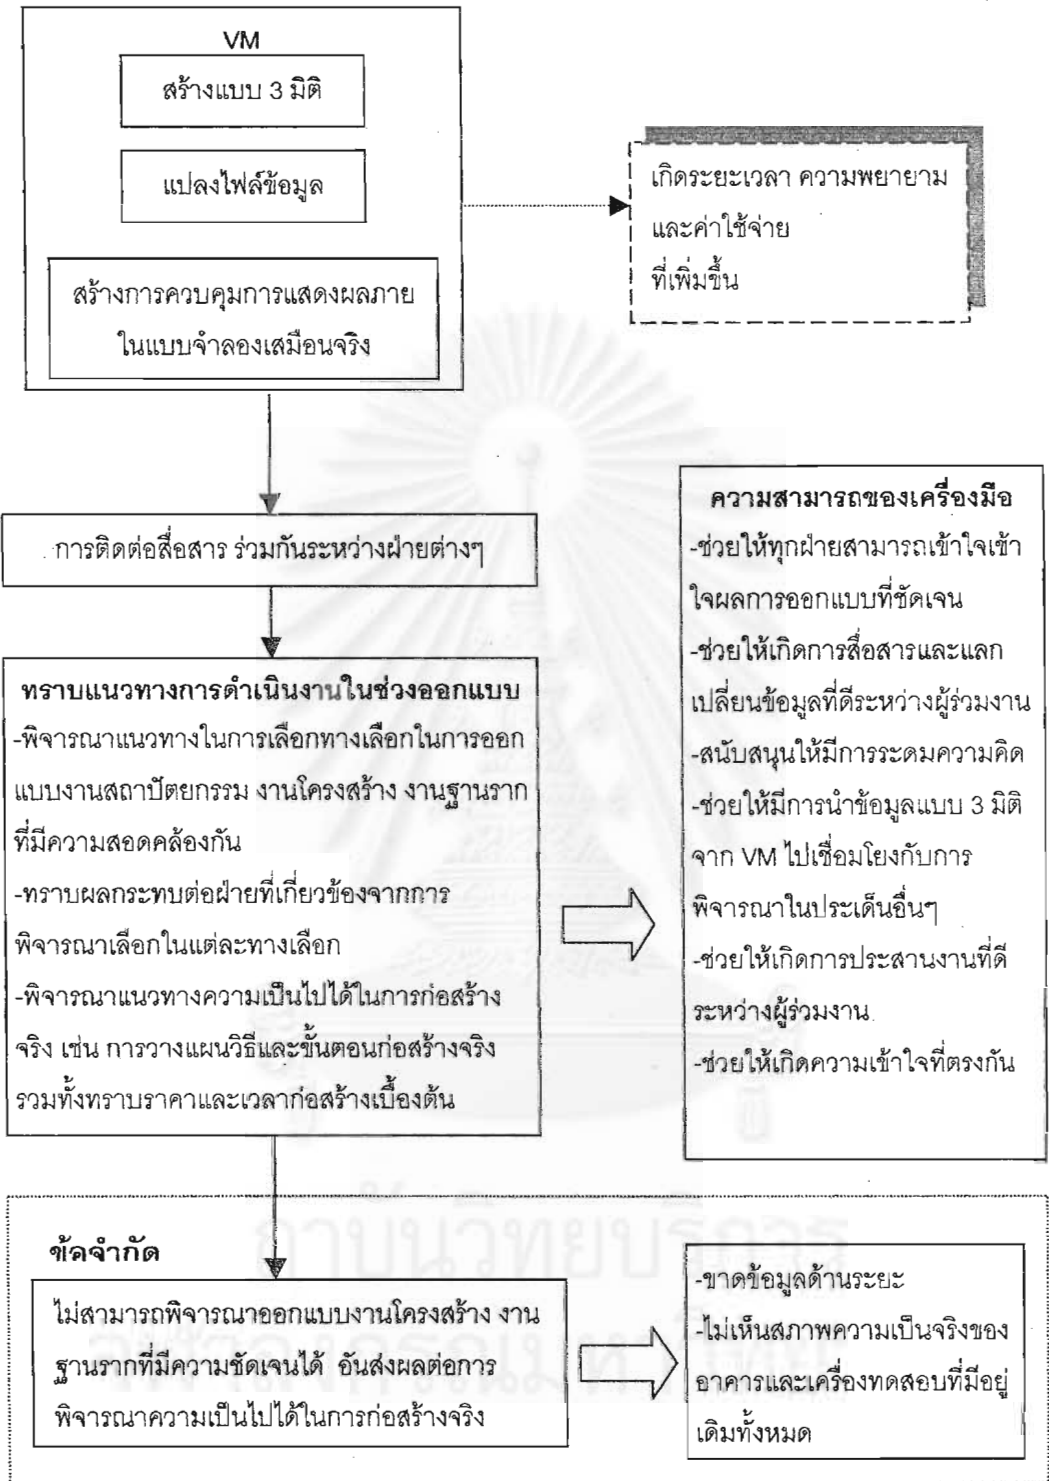 VM
สร้างแบบ 3 มิติ
แปลงไฟล์ข้อมูล
สร้างการควบคุมการแสดงผลภาย
ในแบบจำลองเสมือนจริง
เกิดระยะเวลา ความพยายาม
และค่าใช้จ่าย
ที่เพิ่มขึ้น
การติดต่อสื่อสาร ร่วมกันระหว่างฝ่ายต่างๆ
ทราบแนวทางการดำเนินงานในช่วงออกแบบ
-พิจารณาแนวทางในการเลือกทางเลือกในการออก
แบบงานสถาปัตยกรรม งานโครงสร้าง งานฐานราก
ที่มีความสอดคล้องกัน
-ทราบผลกระทบต่อฝ่ายที่เกี่ยวข้องจากการ
พิจารณาเลือกในแต่ละทางเลือก
-พิจารณาแนวทางความเป็นไปได้ในการก่อสร้าง
จริง เช่น การวางแผนวิธีและขั้นตอนก่อสร้างจริง
รวมทั้งทราบราคาและเวลาก่อสร้างเบื้องต้น
ความสามารถของเครื่องมือ
-ช่วยให้ทุกฝ่ายสามารถเข้าใจเข้า
ใจผลการออกแบบที่ชัดเจน
-ช่วยให้เกิดการสื่อสารและแลก
เปลี่ยนข้อมูลที่ดีระหว่างผู้ร่วมงาน
-สนับสนุนให้มีการระดมความคิด
-ช่วยให้มีการนำข้อมูลแบบ 3 มิติ
จาก VM ไปเชื่อมโยงกับการ
พิจารณาในประเด็นอื่นๆ
-ช่วยให้เกิดการประสานงานที่ดี
ระหว่างผู้ร่วมงาน
-ช่วยให้เกิดความเข้าใจที่ตรงกัน
ข้อจำกัด
ไม่สามารถพิจารณาออกแบบงานโครงสร้าง งาน
ฐานรากที่มีความชัดเจนได้ อันส่งผลต่อการ
พิจารณาความเป็นไปได้ในการก่อสร้างจริง
-ขาดข้อมูลด้านระยะ
-ไม่เห็นสภาพความเป็นจริงของ
อาคารและเครื่องทดสอบที่มีอยู่
เดิมทั้งหมด